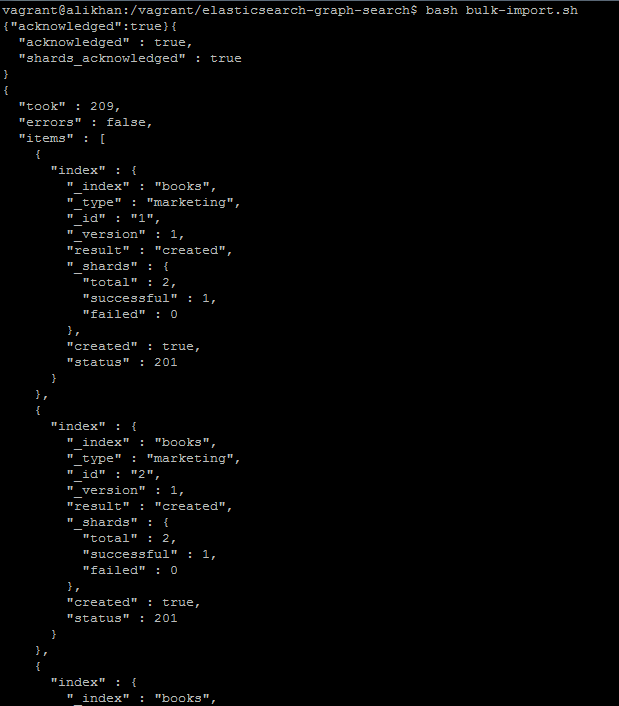 vagrant@alikhan:/vagrant/elasticsearch-graph-search$ bash bulk-import.sh
{"acknowledged":true}{
  "acknowledged" : true,
  "shards_acknowledged" : true
}
{
  "took" : 209,
  "errors" : false,
  "items" : [
    {
      "index" : {
        "_index" : "books",
        "_type" : "marketing",
        "_id" : "1",
        "_version" : 1,
        "result" : "created",
        "_shards" : {
          "total" : 2,
          "successful" : 1,
          "failed" : 0
        },
        "created" : true,
        "status" : 201
      }
    },
    {
      "index" : {
        "_index" : "books",
        "_type" : "marketing",
        "_id" : "2",
        "_version" : 1,
        "result" : "created",
        "_shards" : {
          "total" : 2,
          "successful" : 1,
          "failed" : 0
        },
        "created" : true,
        "status" : 201
      }
    },
    {
      "index" : {
        "_index" : "books",